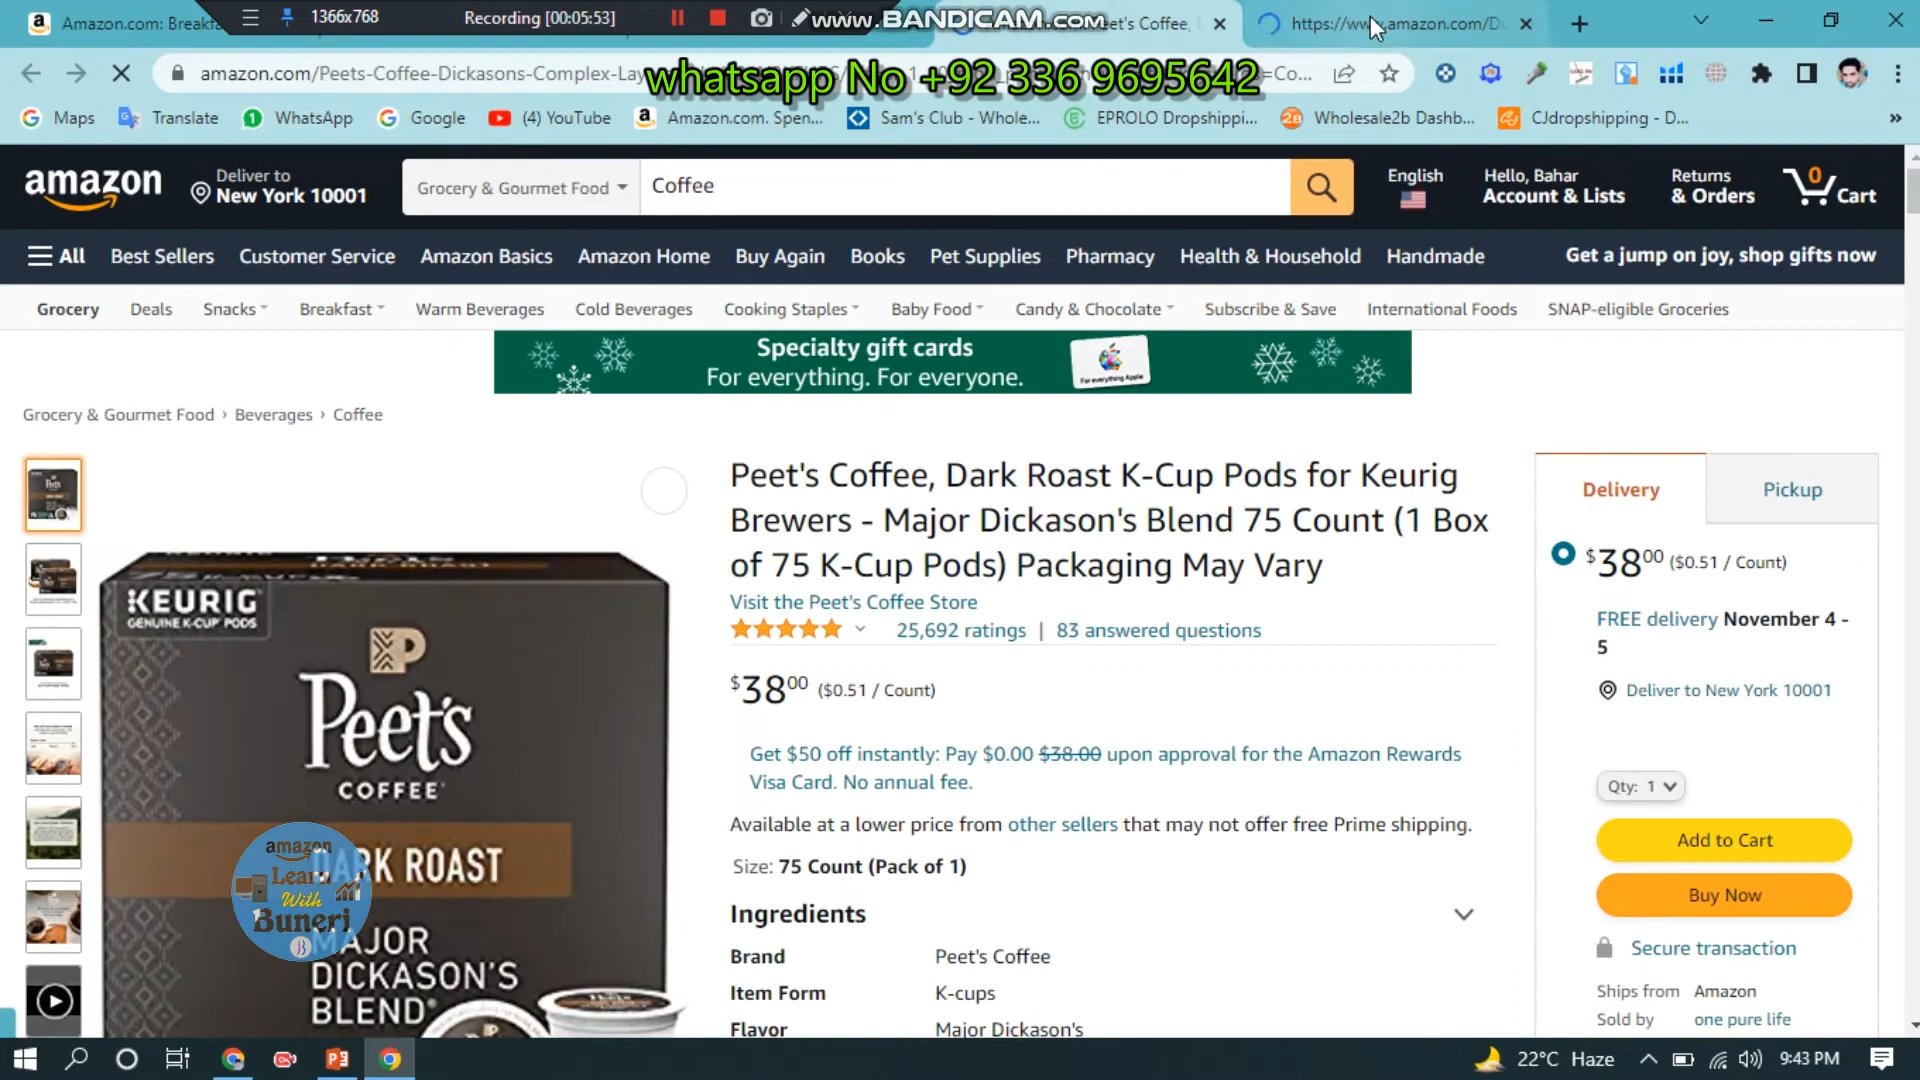 Amazon.com: Breakfa
1366x768
Recording [00:05:53]
www.BANDICAM.com
eet's Coffee,
https://www.amazon.com/Du
amazon.com/Peets-Coffee-Dickasons-Complex-Lay
=Co...
whatsapp No +92 336 9695642
Maps
Translate
WhatsApp
Google
(4) YouTube
Amazon.com. Spen...
Sam's Club - Whole...
EPROLO Dropshippi...
Wholesale2b Dashb...
CJdropshipping - D...
amazon
Deliver to
New York 10001
Grocery & Gourmet Food
Coffee
English
Hello, Bahar
Account & Lists
Returns
& Orders
0
Cart
All
Best Sellers
Customer Service
Amazon Basics
Amazon Home
Buy Again
Books
Pet Supplies
Pharmacy
Health & Household
Handmade
Get a jump on joy, shop gifts now
Grocery
Deals
Snacks
Breakfast
Warm Beverages
Cold Beverages
Cooking Staples
Baby Food
Candy & Chocolate
Subscribe & Save
International Foods
SNAP-eligible Groceries
Specialty gift cards
For everything. For everyone.
For everything Apple
Grocery & Gourmet Food › Beverages › Coffee
KEURIG
GENUINE K-CUP PODS
Peet's
COFFEE
DARK ROAST
MAJOR
DICKASON'S
BLEND
amazon
Learn
With
Buneri
Peet's Coffee, Dark Roast K-Cup Pods for Keurig
Brewers - Major Dickason's Blend 75 Count (1 Box
of 75 K-Cup Pods) Packaging May Vary
Visit the Peet's Coffee Store
25,692 ratings | 83 answered questions
$38.00 ($0.51 / Count)
Get $50 off instantly: Pay $0.00 $38.00 upon approval for the Amazon Rewards
Visa Card. No annual fee.
Available at a lower price from other sellers that may not offer free Prime shipping.
Size: 75 Count (Pack of 1)
Ingredients
Brand Peet's Coffee
Item Form K-cups
Flavor Major Dickason's
Delivery
Pickup
$38.00 ($0.51 / Count)
FREE delivery November 4 -
5
Deliver to New York 10001
Qty: 1
Add to Cart
Buy Now
Secure transaction
Ships from Amazon
Sold by one pure life
22°C Haze
9:43 PM